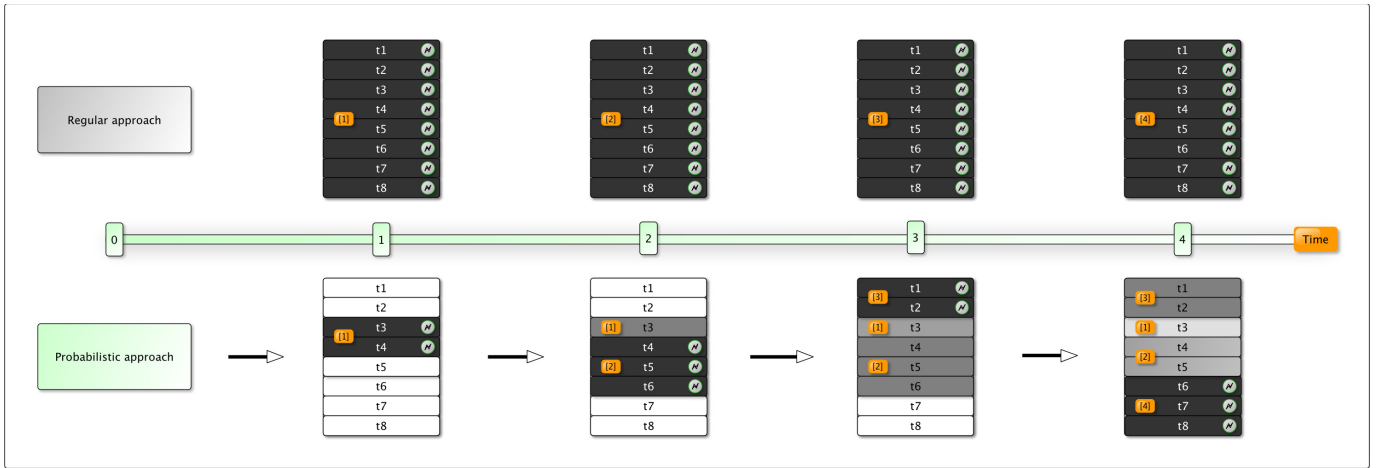 t1 t1 t1 t1
t2 t2 t2 t2
t3 t3 t3 t3
Regular approach [1] t4 [2] t4 [3] t4 [4] t4
t5 t5 t5 t5
t6 t6 t6 t6
t7 t7 t7 t7
t8 t8 t8 t8
0 1 2 3 4 Time
t1 t1 [3] t1 [3] t1
t2 t2 t2 t2
[1] t3 [1] t3 [1] t3 [1] t3
Probabilistic approach t4 t4 t4 [2] t4
t5 [2] t5 [2] t5 t5
t6 t6 t6 t6
t7 t7 t7 [4] t7
t8 t8 t8 t8